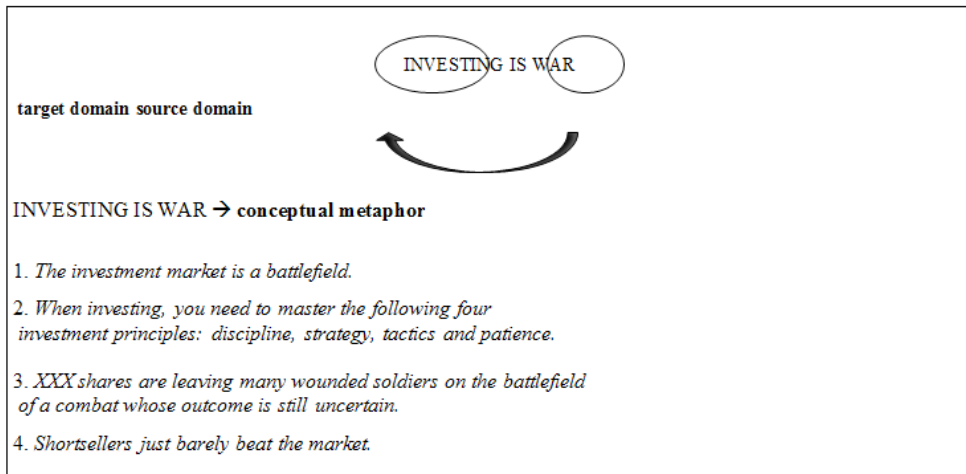 INVESTING IS WAR
target domain source domain
INVESTING IS WAR → conceptual metaphor
1. The investment market is a battlefield.
2. When investing, you need to master the following four
investment principles: discipline, strategy, tactics and patience.
3. XXX shares are leaving many wounded soldiers on the battlefield
of a combat whose outcome is still uncertain.
4. Shortsellers just barely beat the market.